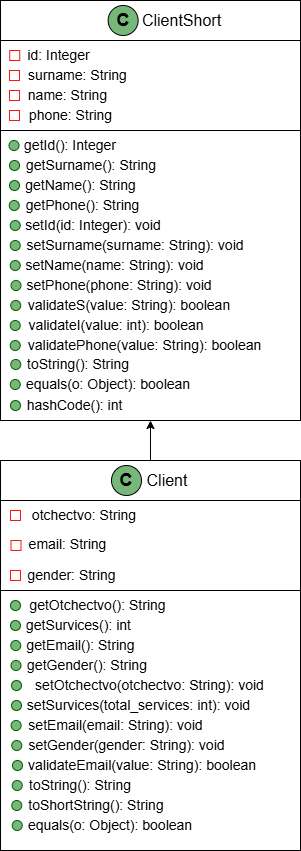 C ClientShort
id: Integer
surname: String
name: String
phone: String
getId(): Integer
getSurname(): String
getName(): String
getPhone(): String
setId(id: Integer): void
setSurname(surname: String): void
setName(name: String): void
setPhone(phone: String): void
validateS(value: String): boolean
validateI(value: int): boolean
validatePhone(value: String): boolean
toString(): String
equals(o: Object): boolean
hashCode(): int
C Client
otchectvo: String
email: String
gender: String
getOtchectvo(): String
getSurvices(): int
getEmail(): String
getGender(): String
setOtchectvo(otchectvo: String): void
setSurvices(total_services: int): void
setEmail(email: String): void
setGender(gender: String): void
validateEmail(value: String): boolean
toString(): String
toShortString(): String
equals(o: Object): boolean